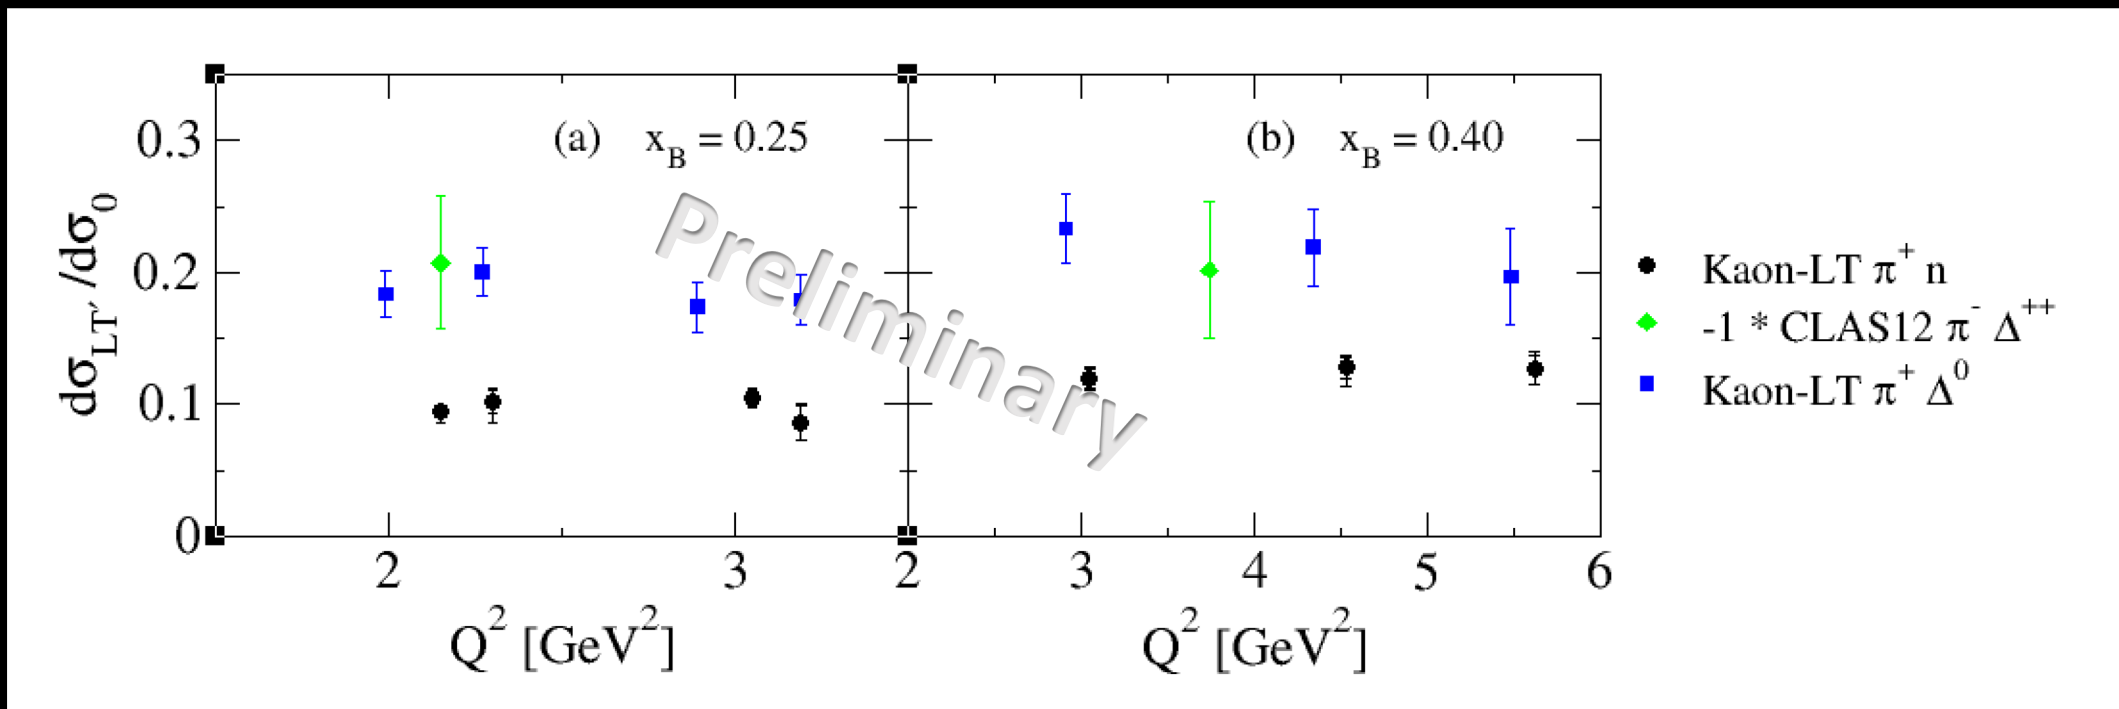 0.3
0.2
0.1
0
dσ_LT′ /dσ_0
(a) x_B = 0.25
(b) x_B = 0.40
Preliminary
Kaon-LT π^+ n
-1 * CLAS12 π^- Δ^++
Kaon-LT π^+ Δ^0
2 3 2 3 4 5 6
Q^2 [GeV^2] Q^2 [GeV^2]